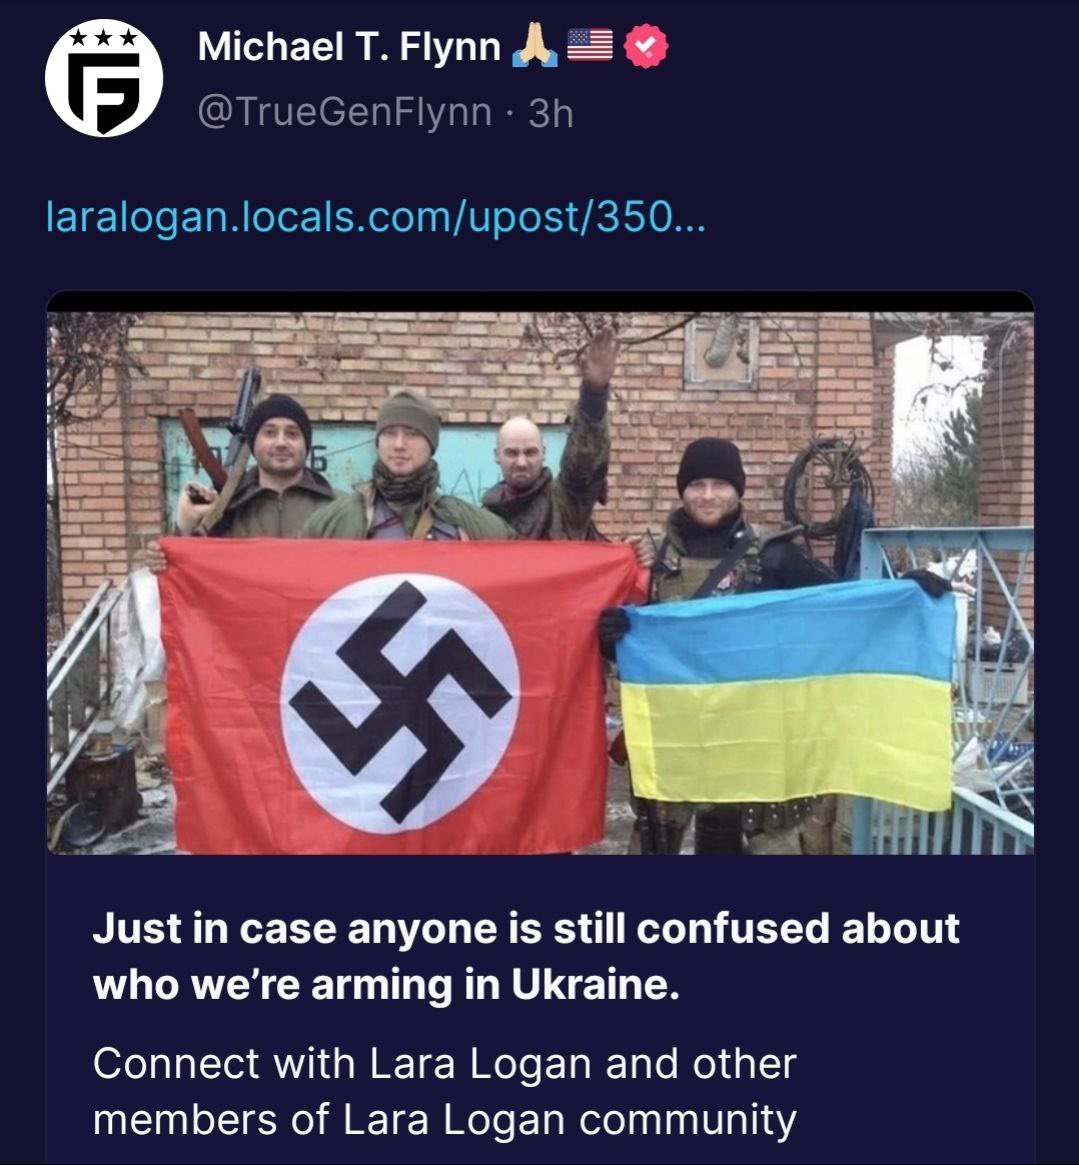 Michael T. Flynn
@TrueGenFlynn · 3h
laralogan.locals.com/upost/350...
Just in case anyone is still confused about
who we're arming in Ukraine.
Connect with Lara Logan and other
members of Lara Logan community